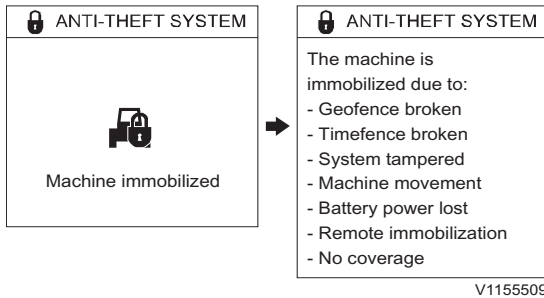 ANTI-THEFT SYSTEM
Machine immobilized
ANTI-THEFT SYSTEM
The machine is
immobilized due to:
- Geofence broken
- Timefence broken
- System tampered
- Machine movement
- Battery power lost
- Remote immobilization
- No coverage
V1155509